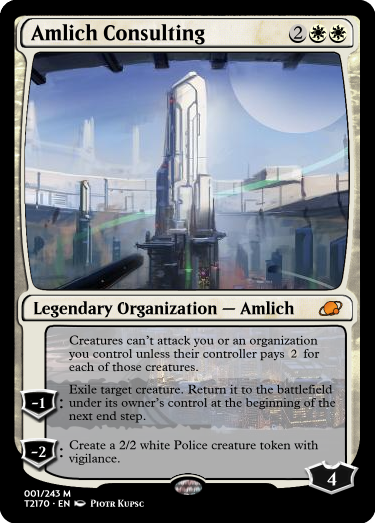 Amlich Consulting 2
Legendary Organization — Amlich
Creatures can't attack you or an organization
you control unless their controller pays 2 for
each of those creatures.
-1 : Exile target creature. Return it to the battlefield
under its owner's control at the beginning of the
next end step.
-2 : Create a 2/2 white Police creature token with
vigilance.
4
001/243 M
T2170 • EN Piotr Kupsc